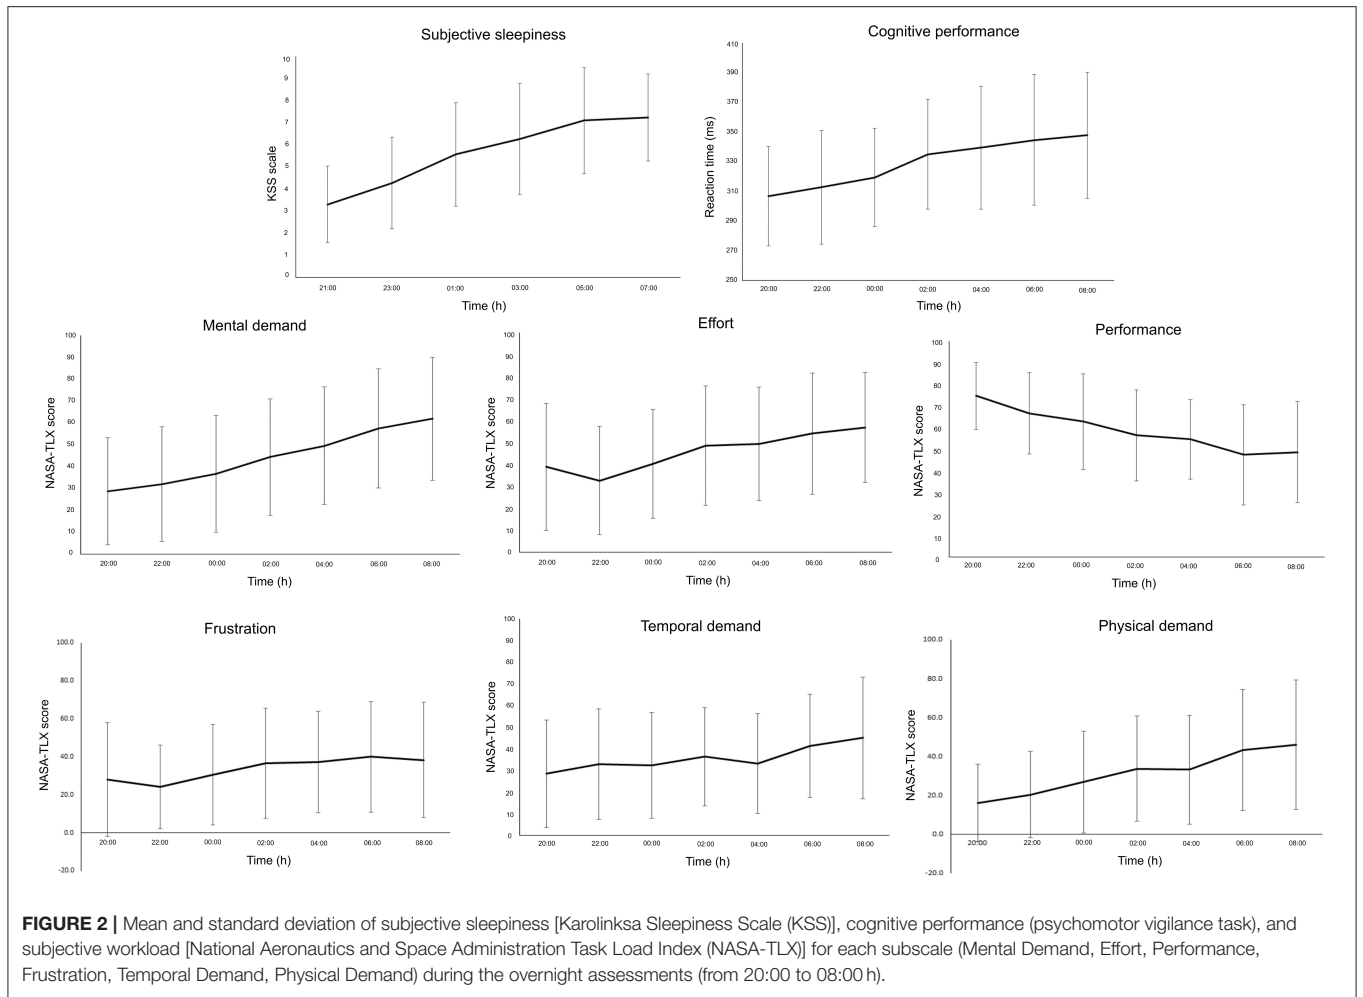 Subjective sleepiness
KSS scale
10
9
8
7
6
5
4
3
2
1
0
21:00 23:00 01:00 03:00 05:00 07:00
Time (h)
Cognitive performance
Reaction time (ms)
410
390
370
350
330
310
290
270
250
20:00 22:00 00:00 02:00 04:00 06:00 08:00
Time (h)
Mental demand
NASA-TLX score
100
90
80
70
60
50
40
30
20
10
0
20:00 22:00 00:00 02:00 04:00 06:00 08:00
Time (h)
Effort
NASA-TLX score
100
90
80
70
60
50
40
30
20
10
0
20:00 22:00 00:00 02:00 04:00 06:00 08:00
Time (h)
Performance
NASA-TLX score
100
90
80
70
60
50
40
30
20
10
0
20:00 22:00 00:00 02:00 04:00 06:00 08:00
Time (h)
Frustration
NASA-TLX score
100.0
80.0
60.0
40.0
20.0
0.0
-20.0
20:00 22:00 00:00 02:00 04:00 06:00 08:00
Time (h)
Temporal demand
NASA-TLX score
100
90
80
70
60
50
40
30
20
10
0
20:00 22:00 00:00 02:00 04:00 06:00 08:00
Time (h)
Physical demand
NASA-TLX score
100.0
80.0
60.0
40.0
20.0
0.0
-20.0
20:00 22:00 00:00 02:00 04:00 06:00 08:00
Time (h)
FIGURE 2 | Mean and standard deviation of subjective sleepiness [Karolinksa Sleepiness Scale (KSS)], cognitive performance (psychomotor vigilance task), and
subjective workload [National Aeronautics and Space Administration Task Load Index (NASA-TLX)] for each subscale (Mental Demand, Effort, Performance,
Frustration, Temporal Demand, Physical Demand) during the overnight assessments (from 20:00 to 08:00 h).